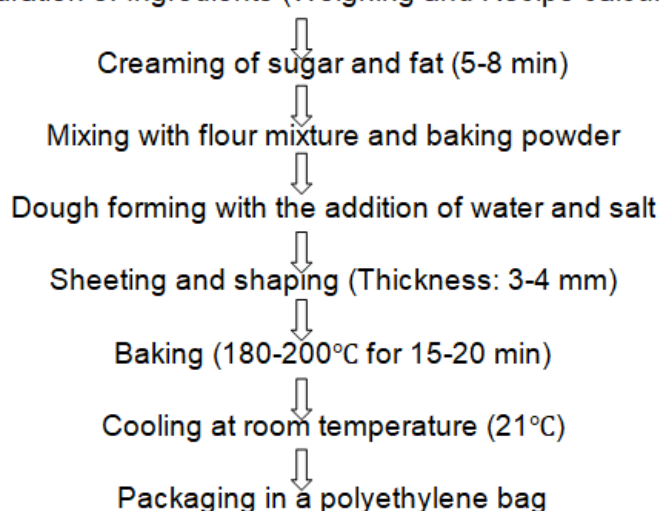 of Ingredients (Weighing and Recipe
Creaming of sugar and fat (5-8 min)
Mixing with flour mixture and baking powder
Dough forming with the addition of water and salt
Sheeting and shaping (Thickness: 3-4 mm)
Baking (180-200℃ for 15-20 min)
Cooling at room temperature (21℃)
Packaging in a polyethylene bag